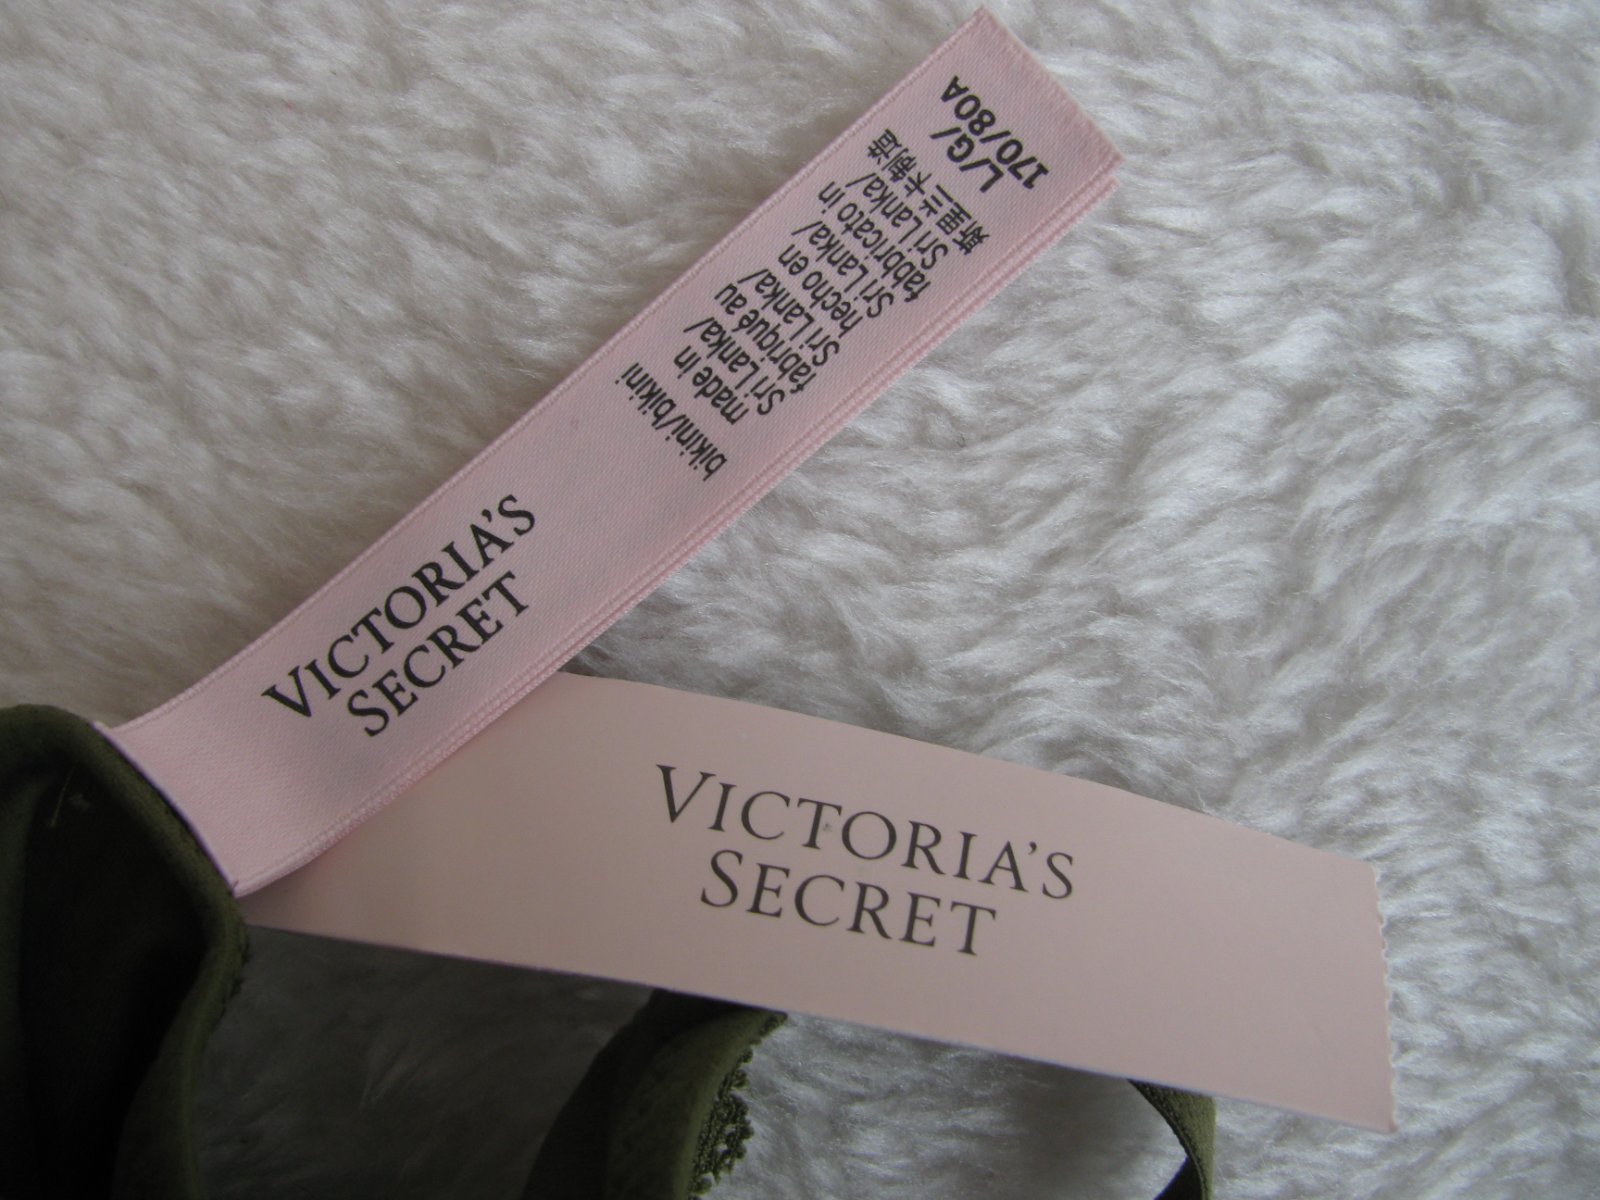 VICTORIA'S
SECRET
bikini/bikini
made in
Sri Lanka/
fabriqué au
Sri Lanka/
hecho en
Sri Lanka/
fabbricato in
Sri Lanka/
斯里兰卡制造
L/G/
170/80A
VICTORIA'S
SECRET